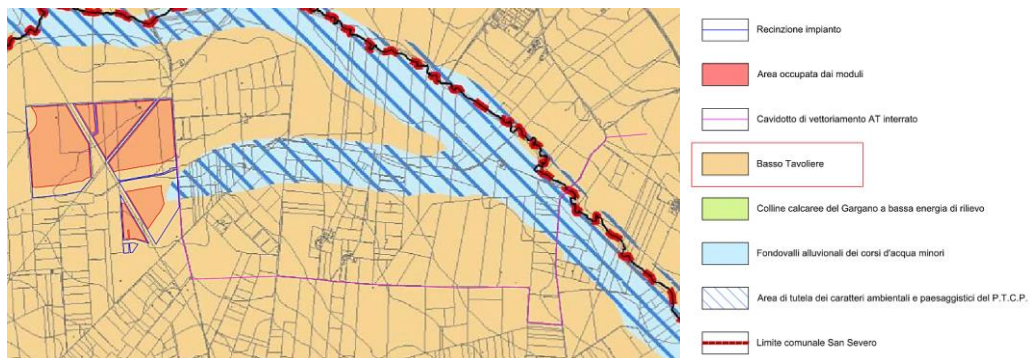 Recinzione impianto
Area occupata dai moduli
Cavidotto di vettoriamento AT interrato
Basso Tavoliere
Colline calcaree del Gargano a bassa energia di rilievo
Fondovalli alluvionali dei corsi d'acqua minori
Area di tutela dei caratteri ambientali e paesaggistici del P.T.C.P.
Limite comunale San Severo